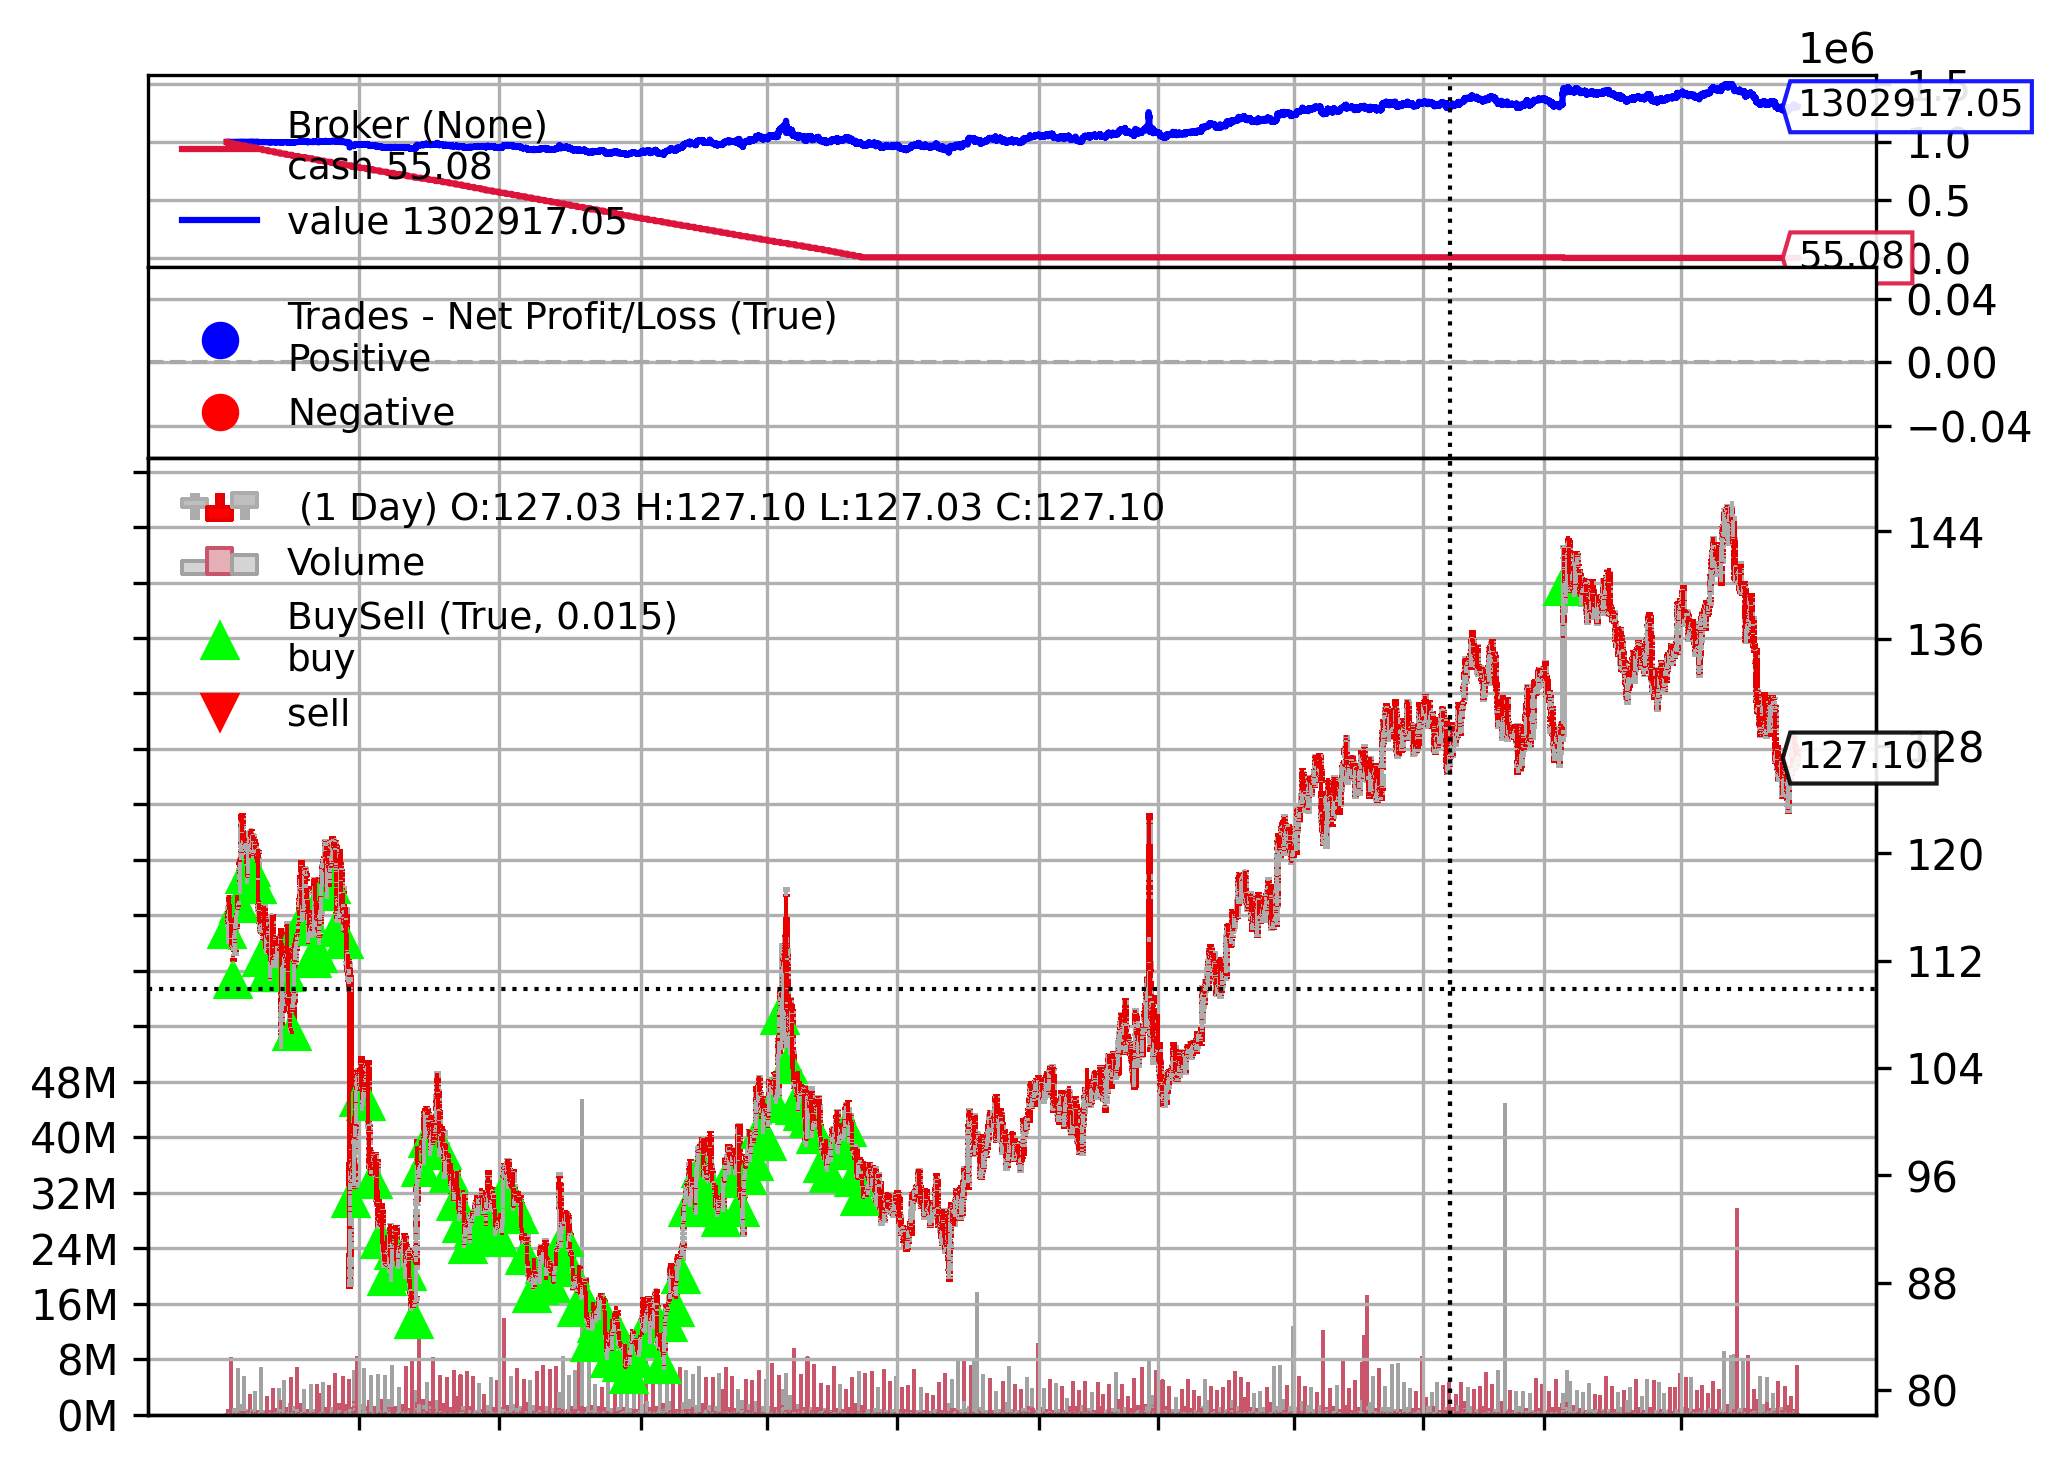 1e6
1.5
1302917.05
Broker (None)
cash 55.08
value 1302917.05
1.0
0.5
0.0
55.08
Trades - Net Profit/Loss (True)
Positive
Negative
0.04
0.00
−0.04
(1 Day) O:127.03 H:127.10 L:127.03 C:127.10
Volume
BuySell (True, 0.015)
buy
sell
144
136
128
127.10
120
112
104
96
88
80
48M
40M
32M
24M
16M
8M
0M